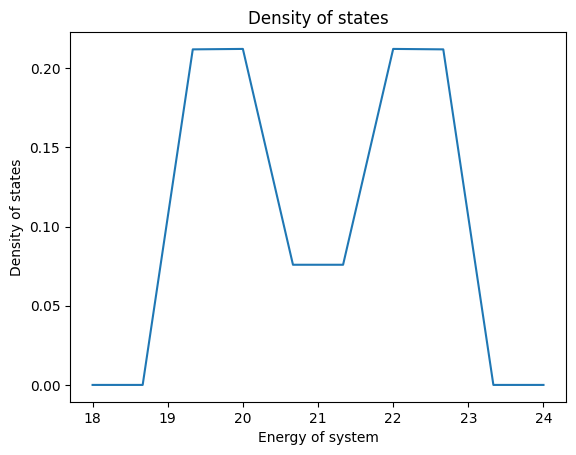 Density of states
0.20
0.15
0.10
0.05
0.00
Density of states
18 19 20 21 22 23 24
Energy of system